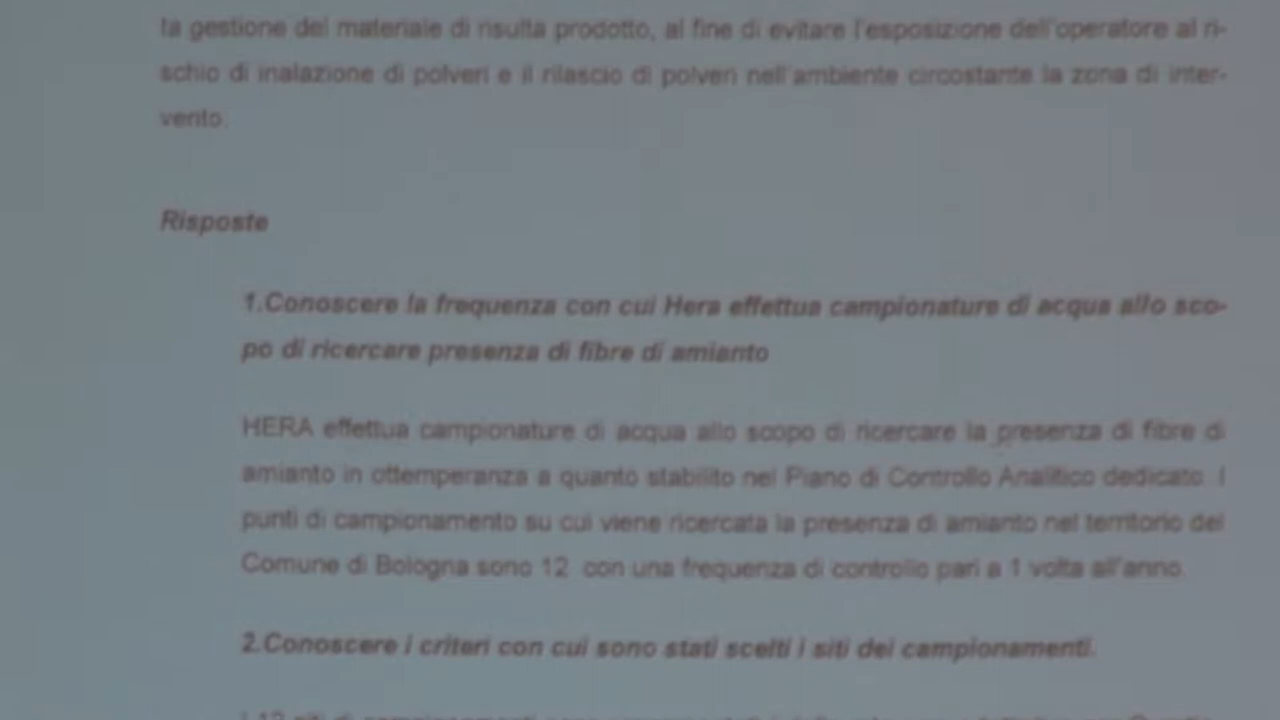 ta gestione del materiale di risulta prodotto, al fine di evitare l'esposizione dell'operatore al ri-
schio di inalazione di polveri e il rilascio di polveri nell'ambiente circostante la zona di inter-
vento.
Risposte
1.Conoscere la frequenza con cui Hera effettua campionature di acqua allo sco-
po di ricercare presenza di fibre di amianto
HERA effettua campionature di acqua allo scopo di ricercare la presenza di fibre di
amianto in ottemperanza a quanto stabilito nel Piano di Controllo Analitico dedicato. I
punti di campionamento su cui viene ricercata la presenza di amianto nel territorio del
Comune di Bologna sono 12 con una frequenza di controllo pari a 1 volta all'anno.
2.Conoscere i criteri con cui sono stati scelti i siti dei campionamenti.